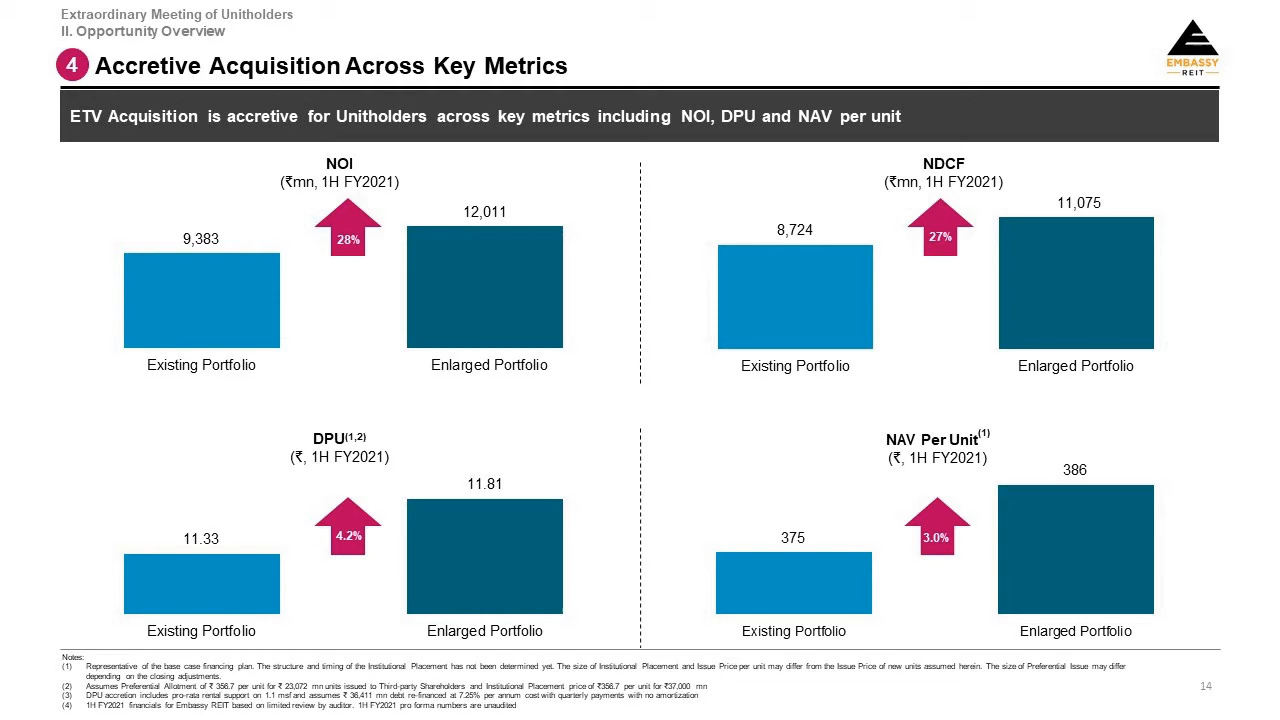 Extraordinary Meeting of Unitholders
II. Opportunity Overview
4 Accretive Acquisition Across Key Metrics
EMBASSY
REIT
ETV Acquisition is accretive for Unitholders across key metrics including NOI, DPU and NAV per unit
NOI
(₹mn, 1H FY2021)
9,383
28%
12,011
Existing Portfolio
Enlarged Portfolio
NDCF
(₹mn, 1H FY2021)
8,724
27%
11,075
Existing Portfolio
Enlarged Portfolio
DPU(1,2)
(₹, 1H FY2021)
11.33
4.2%
11.81
Existing Portfolio
Enlarged Portfolio
NAV Per Unit(1)
(₹, 1H FY2021)
375
3.0%
386
Existing Portfolio
Enlarged Portfolio
Notes:
(1) Representative of the base case financing plan. The structure and timing of the Institutional Placement has not been determined yet. The size of Institutional Placement and Issue Price per unit may differ from the Issue Price of new units assumed herein. The size of Preferential Issue may differ
depending on the closing adjustments.
(2) Assumes Preferential Allotment of ₹ 356.7 per unit for ₹ 23,072 mn units issued to Third-party Shareholders and Institutional Placement price of ₹356.7 per unit for ₹37,000 mn
(3) DPU accretion includes pro-rata rental support on 1.1 msf and assumes ₹ 36,411 mn debt re-financed at 7.25% per annum cost with quarterly payments with no amortization
(4) 1H FY2021 financials for Embassy REIT based on limited review by auditor. 1H FY2021 pro forma numbers are unaudited
14